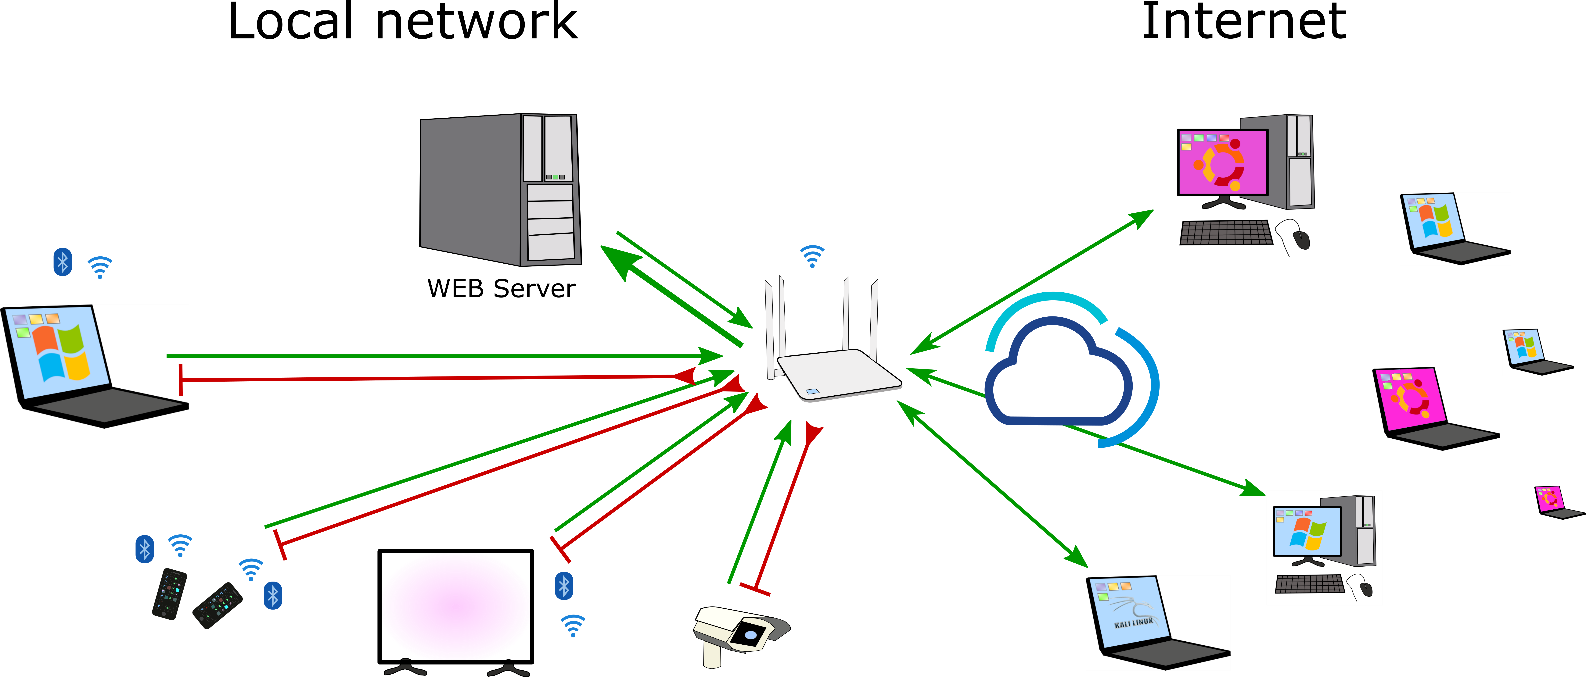 Local network
Internet
WEB Server
KALI LINUX